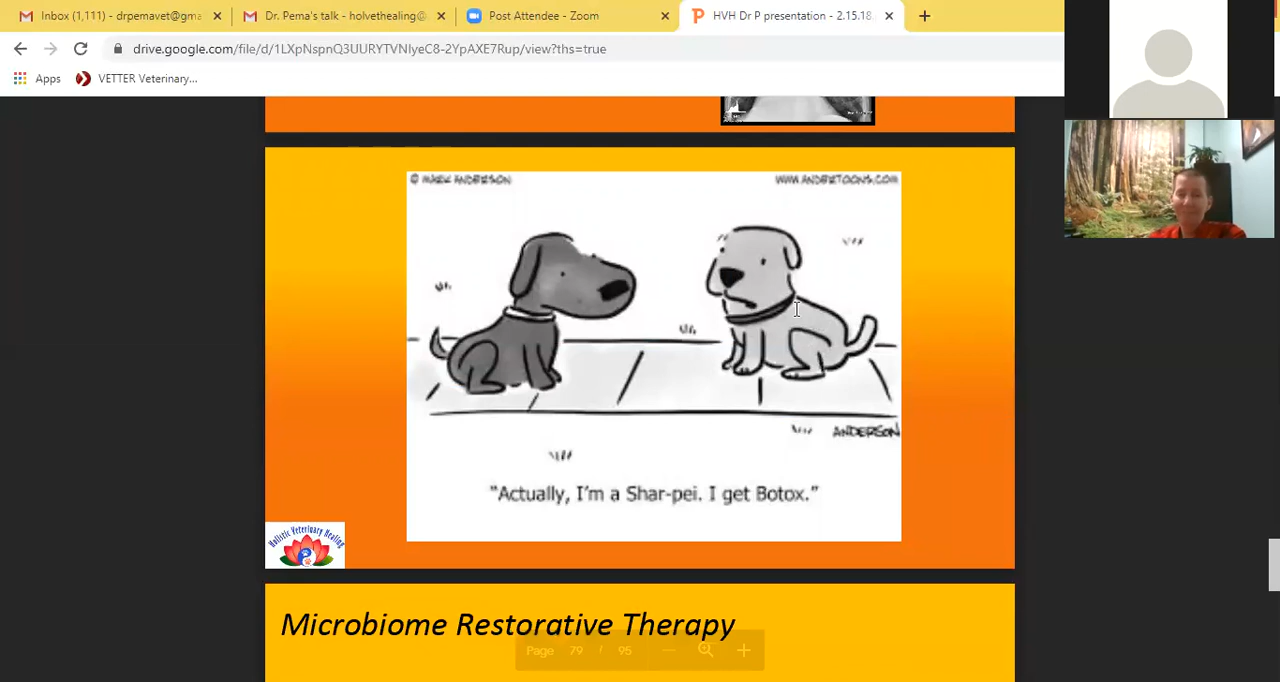 Inbox (1,111) - drpemavet@gma
Dr. Pema's talk - holvethealing@
Post Attendee - Zoom
HVH Dr P presentation - 2.15.18.
drive.google.com/file/d/1LXpNspnQ3UURYTVNIyeC8-2YpAXE7Rup/view?ths=true
Apps
VETTER Veterinary...
© MARK ANDERSON
WWW.ANDERTOONS.COM
ANDERSON
"Actually, I'm a Shar-pei. I get Botox."
Holistic Veterinary Healing
Microbiome Restorative Therapy
Page 79 / 95